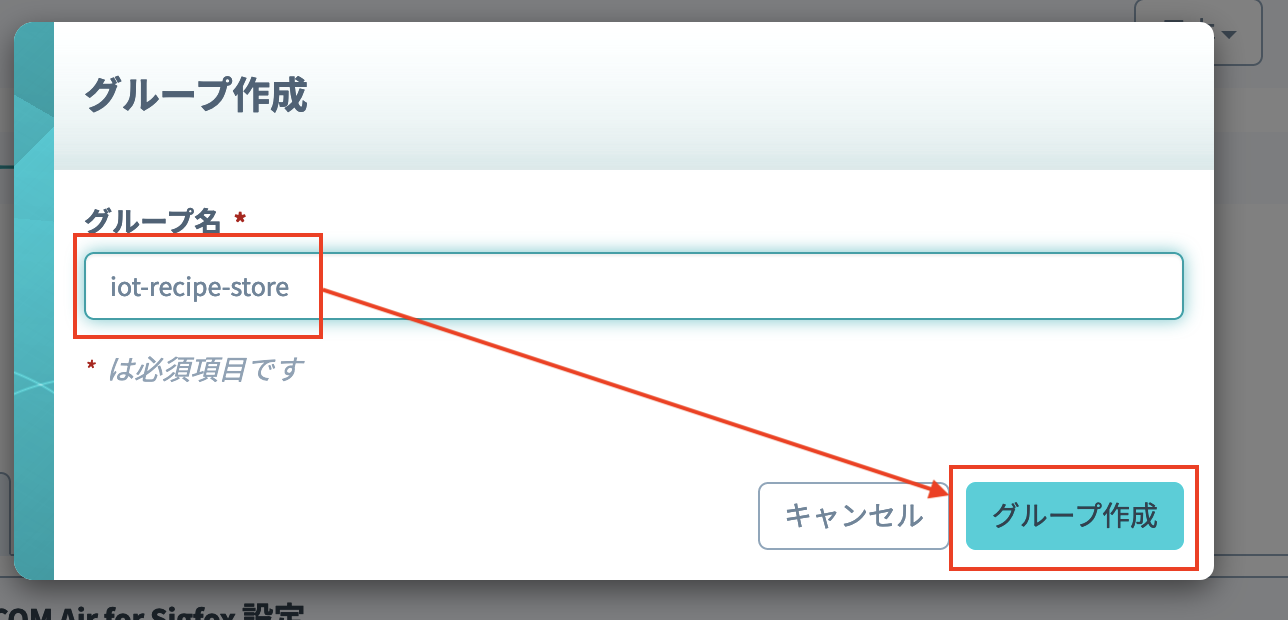 グループ作成
グループ名 *
iot-recipe-store
* は必須項目です
キャンセル
グループ作成
COM Air for Sigfox 設定